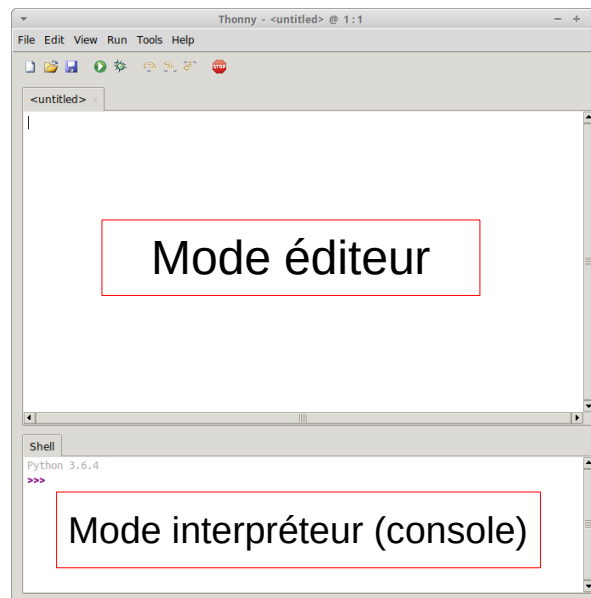 Thonny - <untitled> @ 1:1
File Edit View Run Tools Help
STOP
<untitled>
Mode éditeur
Shell
Python 3.6.4
>>>
Mode interpréteur (console)